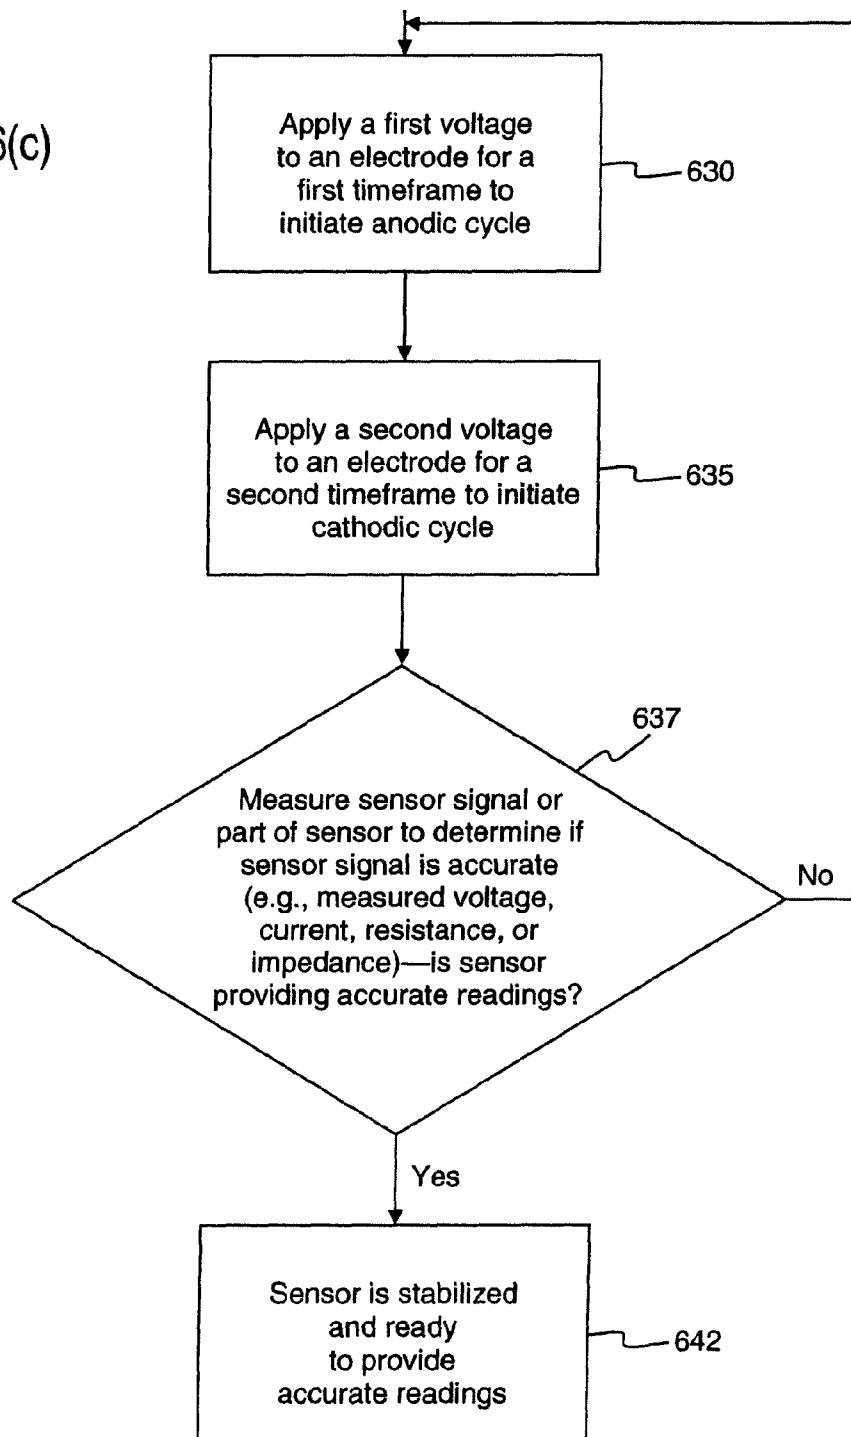 6(c)
Apply a first voltage
to an electrode for a
first timeframe to
initiate anodic cycle
630
Apply a second voltage
to an electrode for a
second timeframe to initiate
cathodic cycle
635
637
Measure sensor signal or
part of sensor to determine if
sensor signal is accurate
(e.g., measured voltage,
current, resistance, or
impedance)—is sensor
providing accurate readings?
No
Yes
Sensor is stabilized
and ready
to provide
accurate readings
642